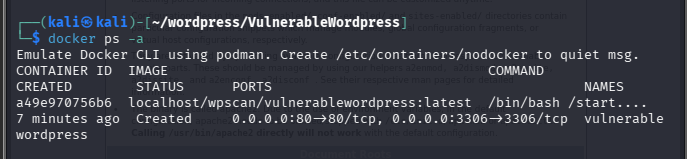 ┌──(kali㉿kali)-[~/wordpress/VulnerableWordpress]
└─$ docker ps -a
Emulate Docker CLI using podman. Create /etc/containers/nodocker to quiet msg.
CONTAINER ID  IMAGE                                      COMMAND
CREATED        STATUS      PORTS                                       NAMES
a49e970756b6  localhost/wpscan/vulnerablewordpress:latest  /bin/bash /start....
7 minutes ago  Created     0.0.0.0:80->80/tcp, 0.0.0.0:3306->3306/tcp  vulnerable
wordpress